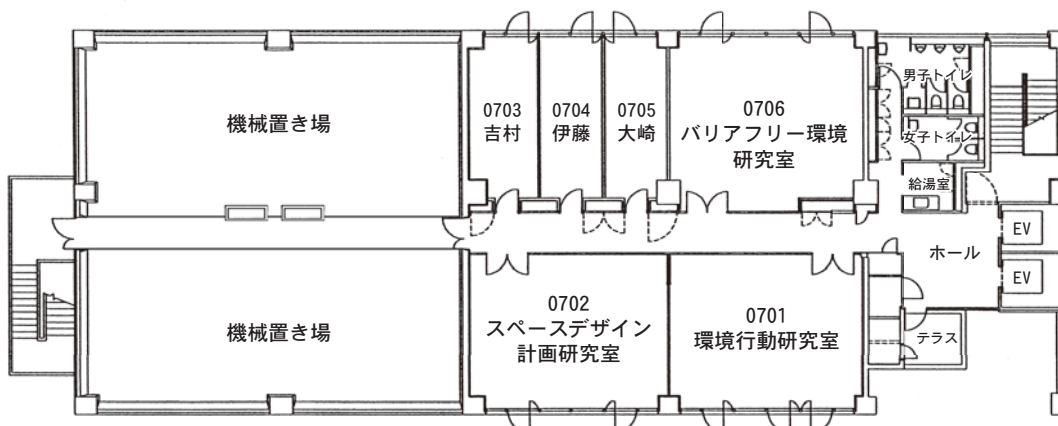 機械置き場
0703
吉村
0704
伊藤
0705
大崎
0706
バリアフリー環境
研究室
男子トイレ
女子トイレ
給湯室
EV
ホール
EV
機械置き場
0702
スペースデザイン
計画研究室
0701
環境行動研究室
テラス